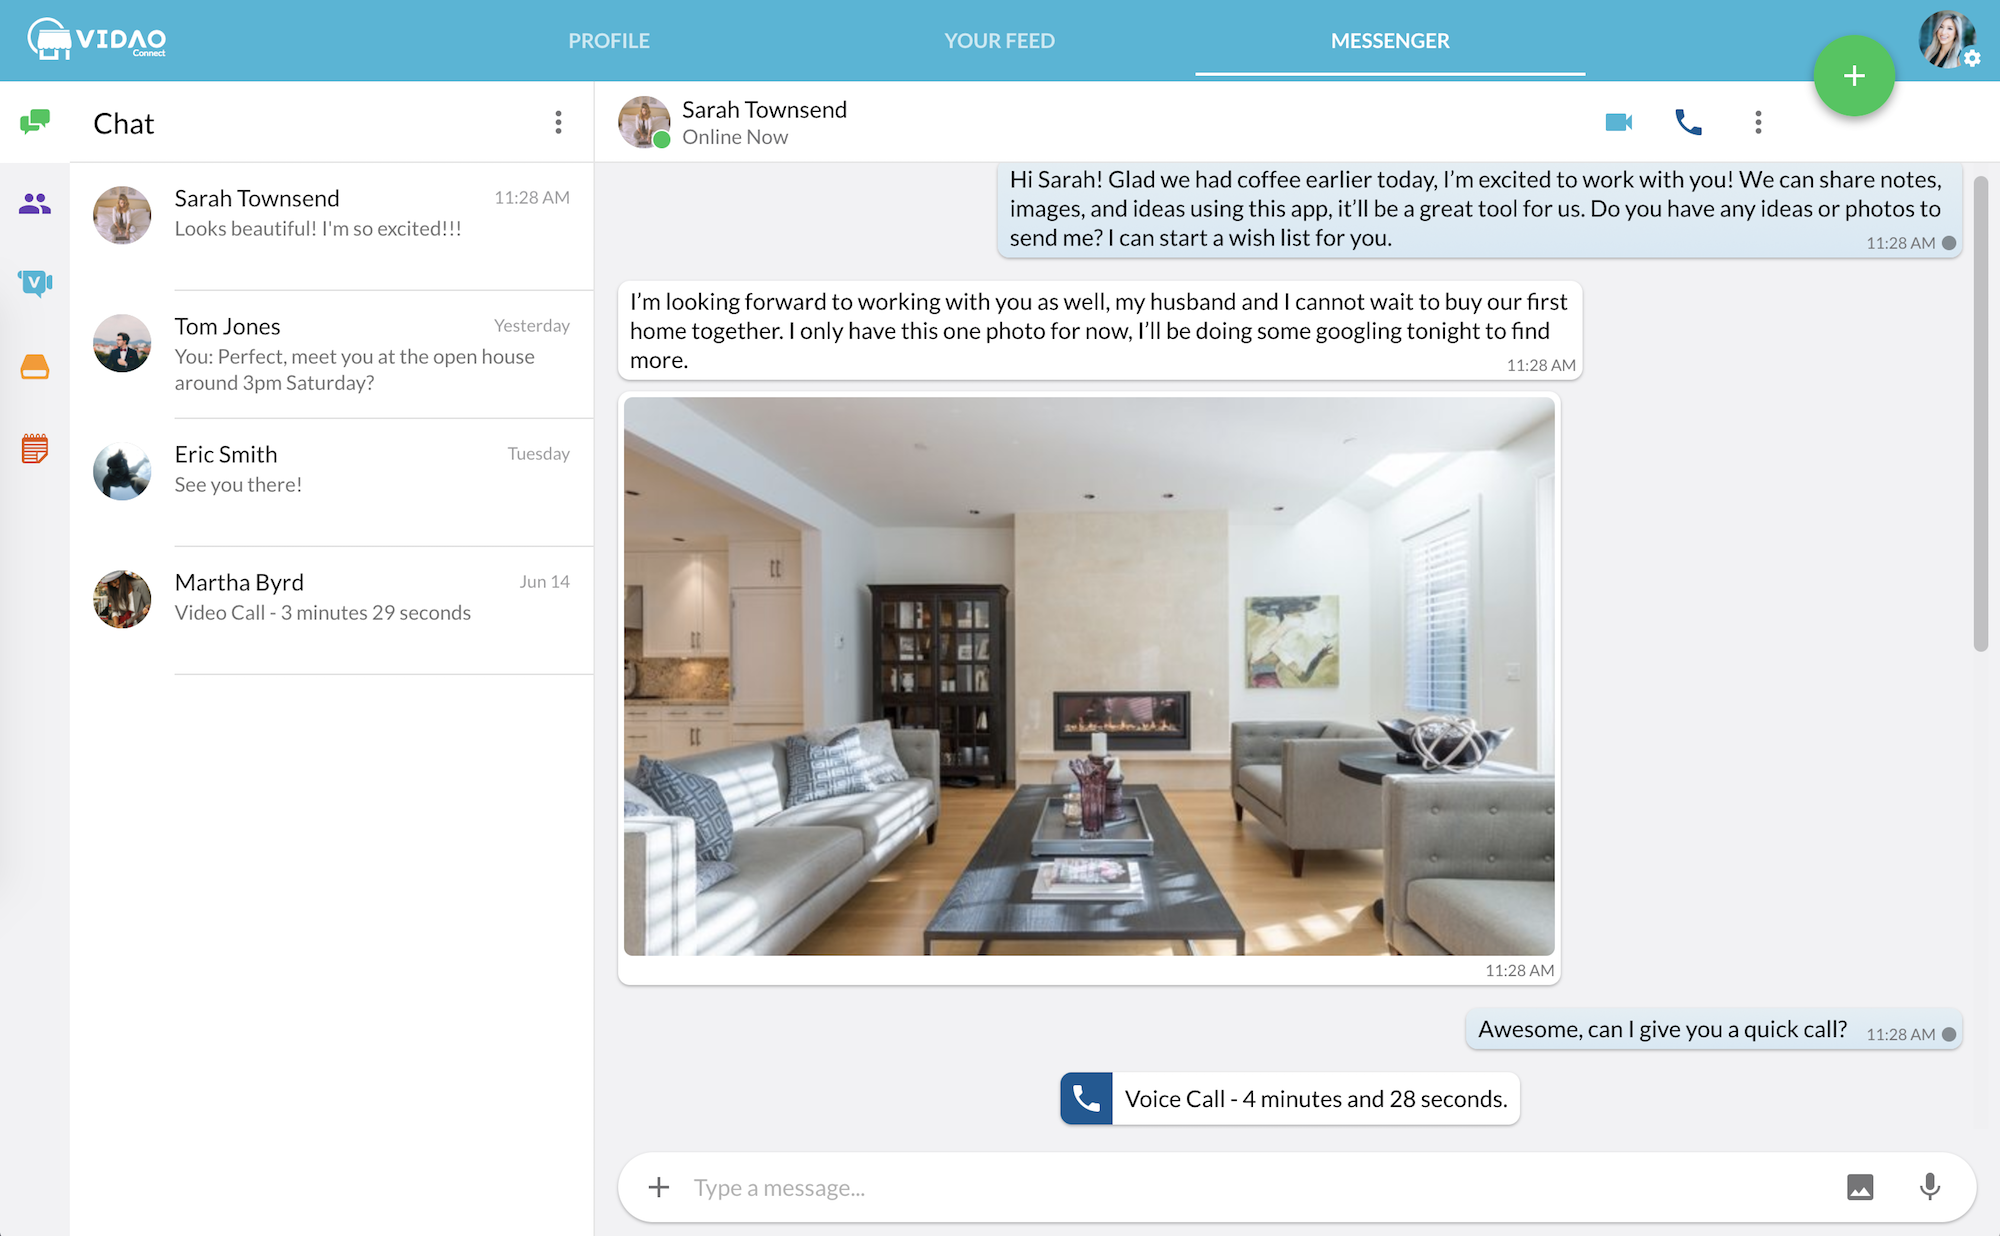 VIDAO
Connect
PROFILE
YOUR FEED
MESSENGER
Chat
Sarah Townsend
11:28 AM
Looks beautiful! I'm so excited!!!
Tom Jones
Yesterday
You: Perfect, meet you at the open house
around 3pm Saturday?
Eric Smith
Tuesday
See you there!
Martha Byrd
Jun 14
Video Call - 3 minutes 29 seconds
Sarah Townsend
Online Now
Hi Sarah! Glad we had coffee earlier today, I’m excited to work with you! We can share notes,
images, and ideas using this app, it’ll be a great tool for us. Do you have any ideas or photos to
send me? I can start a wish list for you.
11:28 AM
I’m looking forward to working with you as well, my husband and I cannot wait to buy our first
home together. I only have this one photo for now, I’ll be doing some googling tonight to find
more.
11:28 AM
11:28 AM
Awesome, can I give you a quick call?
11:28 AM
Voice Call - 4 minutes and 28 seconds.
Type a message...